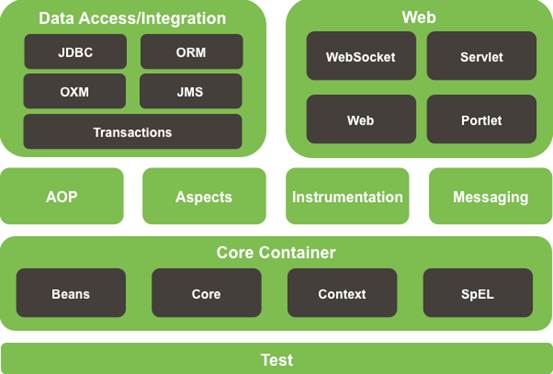 Data Access/Integration
JDBC
ORM
OXM
JMS
Transactions
Web
WebSocket
Servlet
Web
Portlet
AOP
Aspects
Instrumentation
Messaging
Core Container
Beans
Core
Context
SpEL
Test